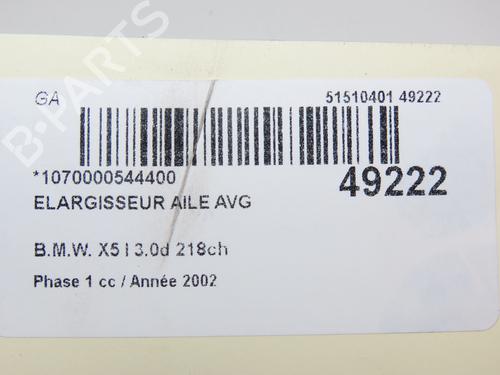 B-PARTS
GA
51510401 49222
*1070000544400
49222
ELARGISSEUR AILE AVG
B.M.W. X5 I 3.0d 218ch
Phase 1 cc / Année 2002